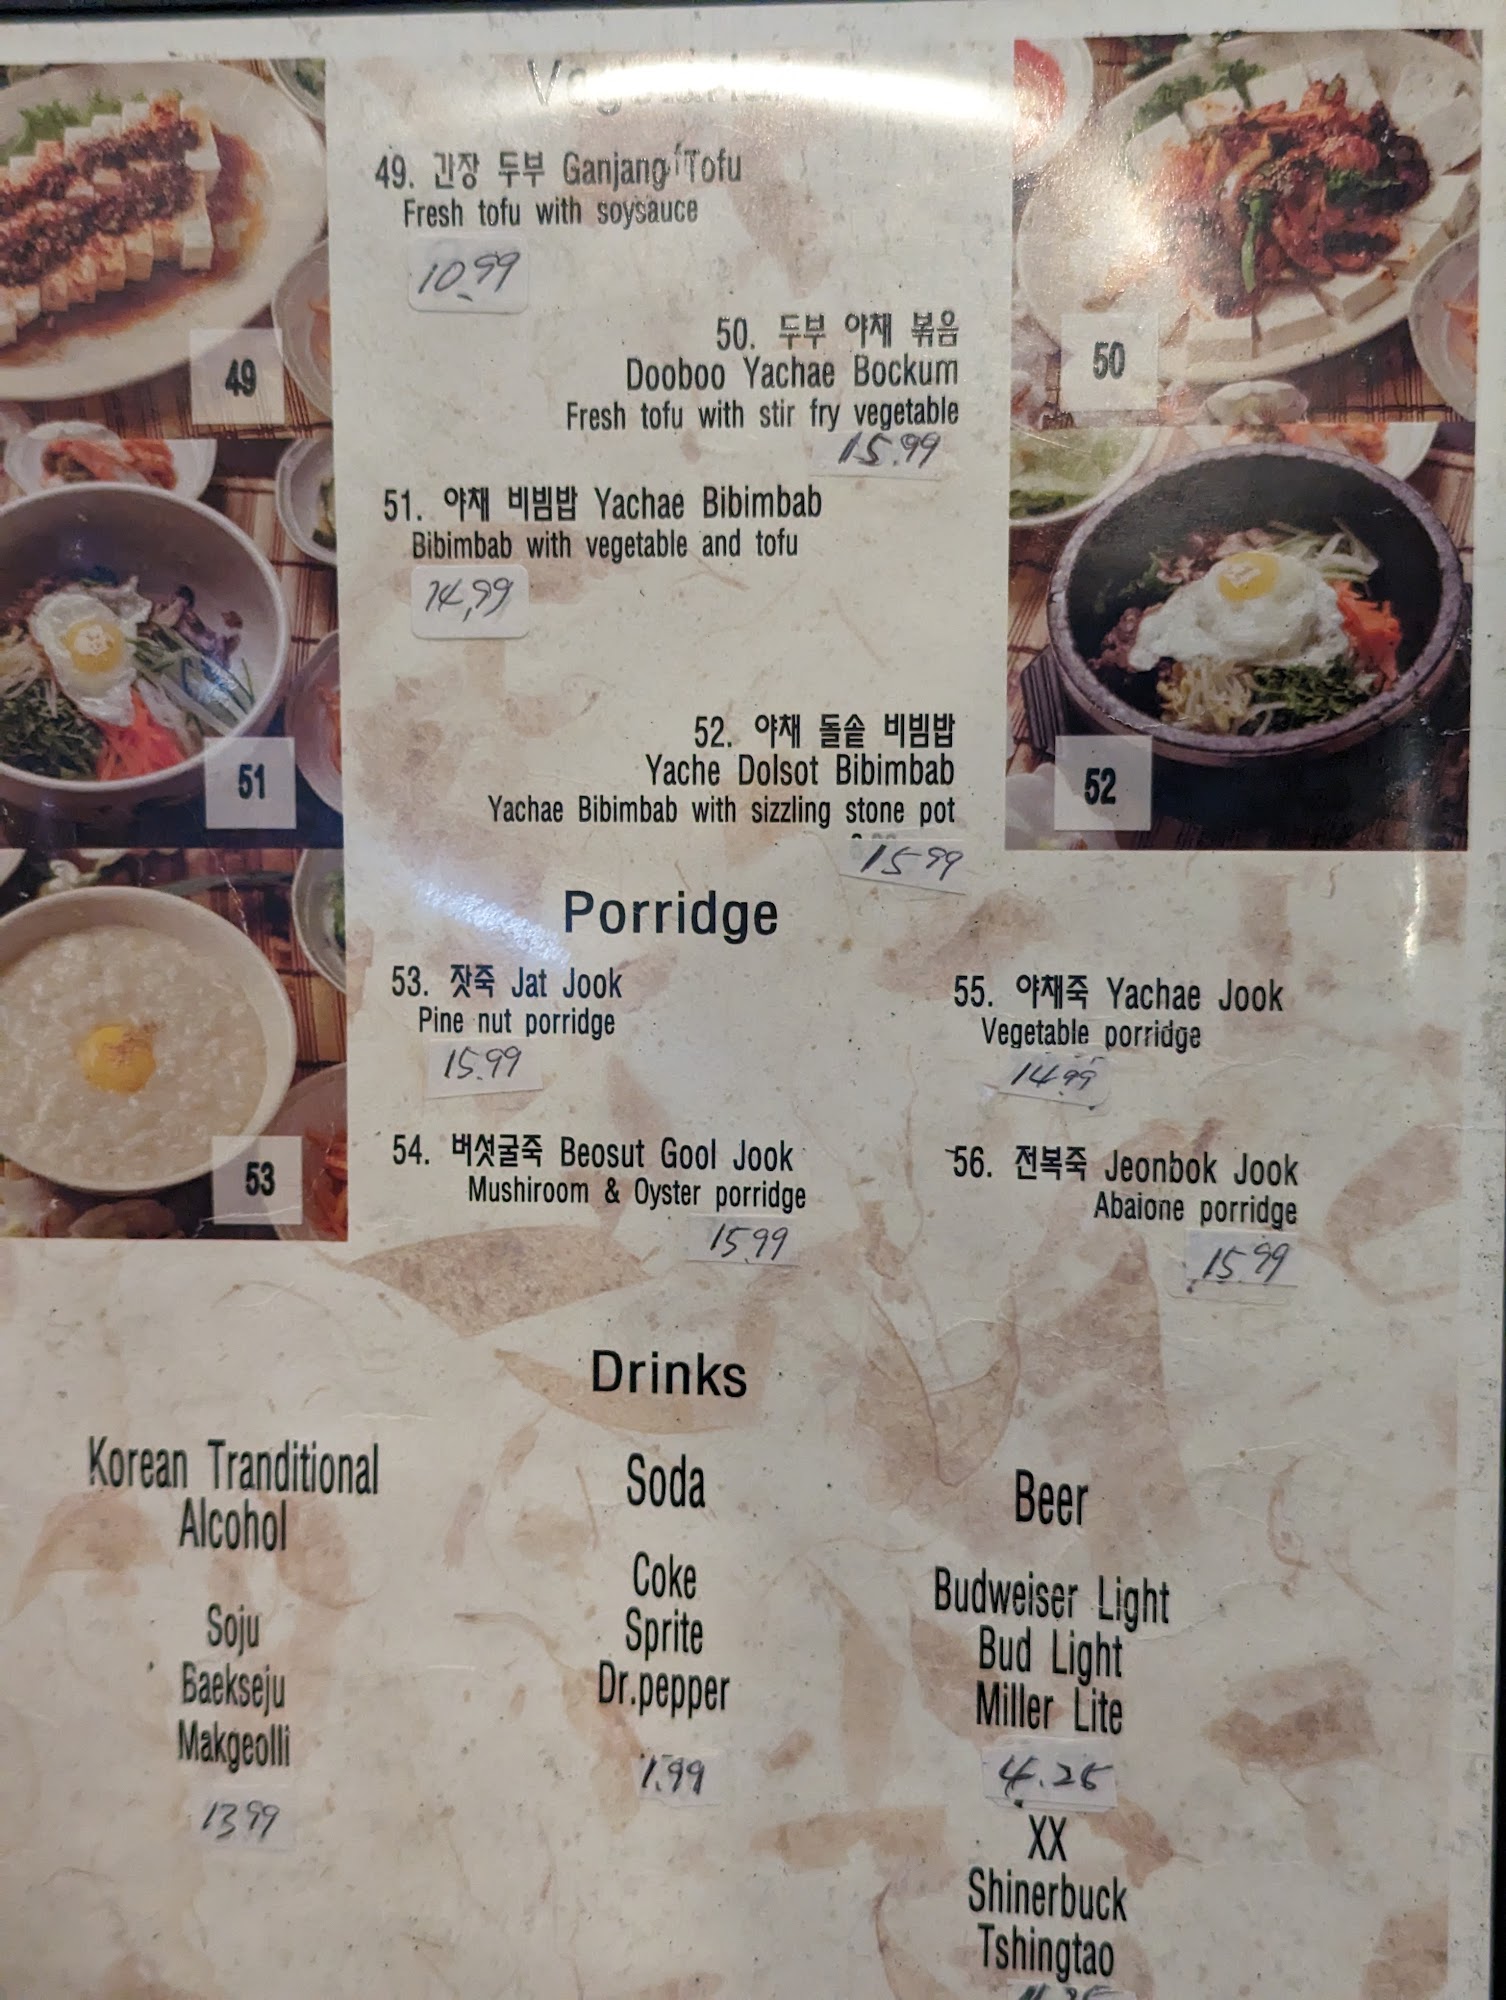 49. 간장 두부 Ganjang Tofu
Fresh tofu with soysauce
10.99
49
50. 두부 야채 볶음
Dooboo Yachae Bockum
Fresh tofu with stir fry vegetable
15.99
50
51. 야채 비빔밥 Yachae Bibimbab
Bibimbab with vegetable and tofu
14,99
51
52. 야채 돌솥 비빔밥
Yache Dolsot Bibimbab
Yachae Bibimbab with sizzling stone pot
15.99
52
Porridge
53. 잣죽 Jat Jook
Pine nut porridge
15.99
53
54. 버섯굴죽 Beosut Gool Jook
Mushiroom & Oyster porridge
15.99
55. 야채죽 Yachae Jook
Vegetable porridge
14.99
56. 전복죽 Jeonbok Jook
Abaione porridge
15.99
Drinks
Korean Tranditional
Alcohol
Soju
Baekseju
Makgeolli
13.99
Soda
Coke
Sprite
Dr.pepper
1.99
Beer
Budweiser Light
Bud Light
Miller Lite
4.25
XX
Shinerbuck
Tshingtao